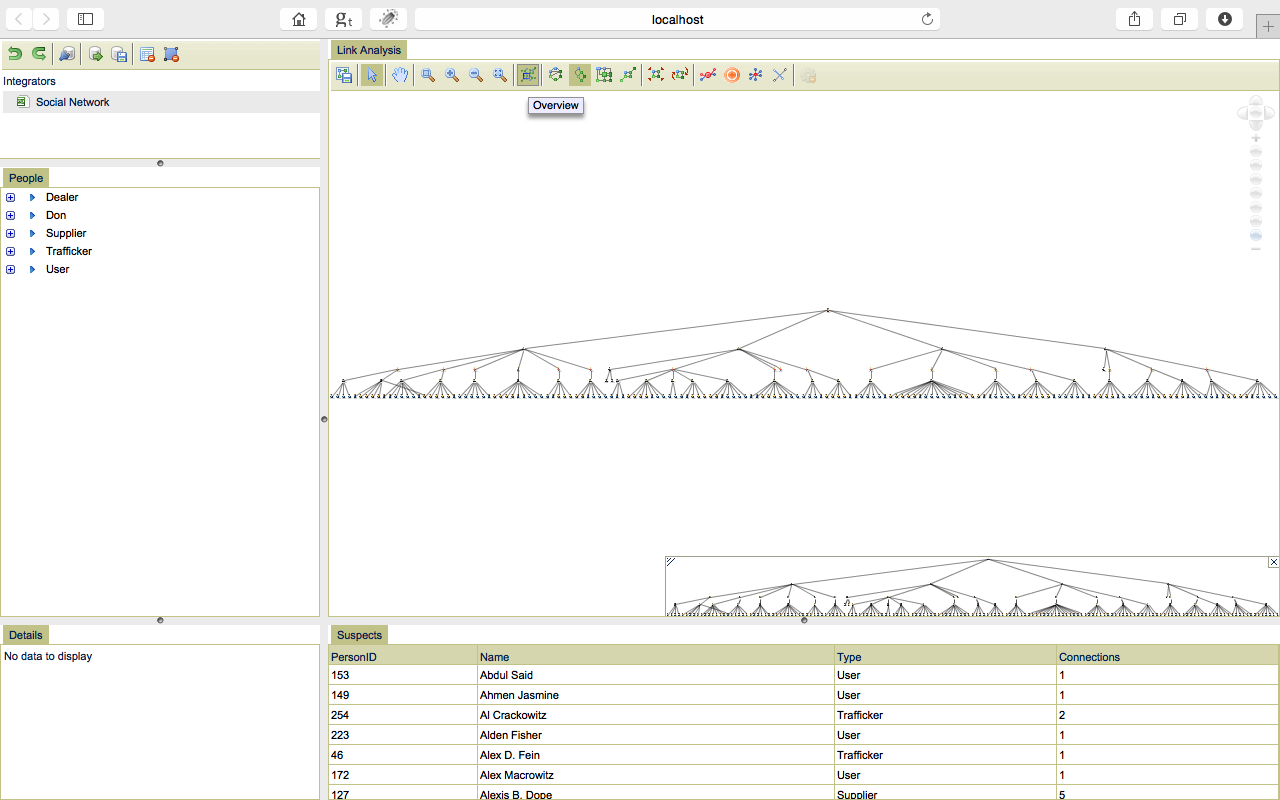 localhost
gt
Link Analysis
Overview
Integrators
Social Network
People
Dealer
Don
Supplier
Trafficker
User
Details
No data to display
Suspects
PersonID Name Type Connections
153 Abdul Said User 1
149 Ahmen Jasmine User 1
254 Al Crackowitz Trafficker 2
223 Alden Fisher User 1
46 Alex D. Fein Trafficker 1
172 Alex Macrowitz User 1
127 Alexis B. Dope Supplier 5